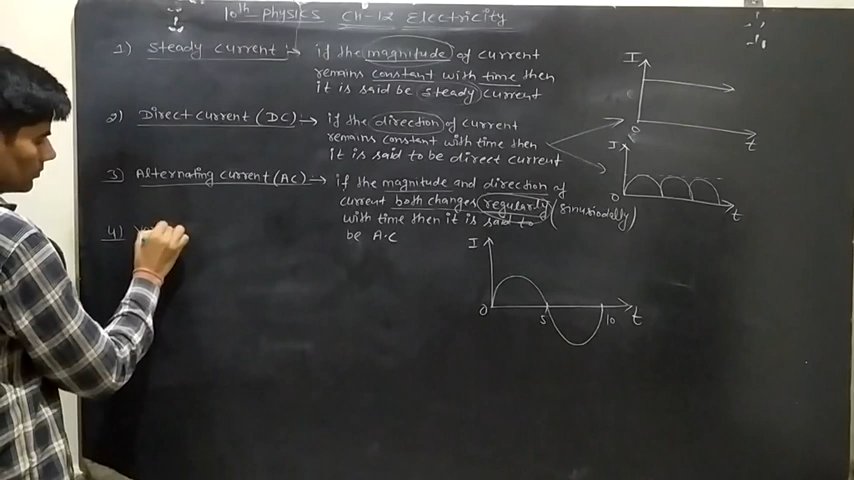 10th Physics CH-12 Electricity
1) Steady current :→ if the magnitude of current
remains constant with time then
it is said be steady current
2) Direct current (DC) → if the direction of current
remains constant with time then
it is said to be direct current
3) Alternating current (AC) :→ if the magnitude and direction of
current both changes regularly (sinusiodelly)
with time then it is said to
be A.C
4)
I
0
t
I
0
t
I
0
5
10
t